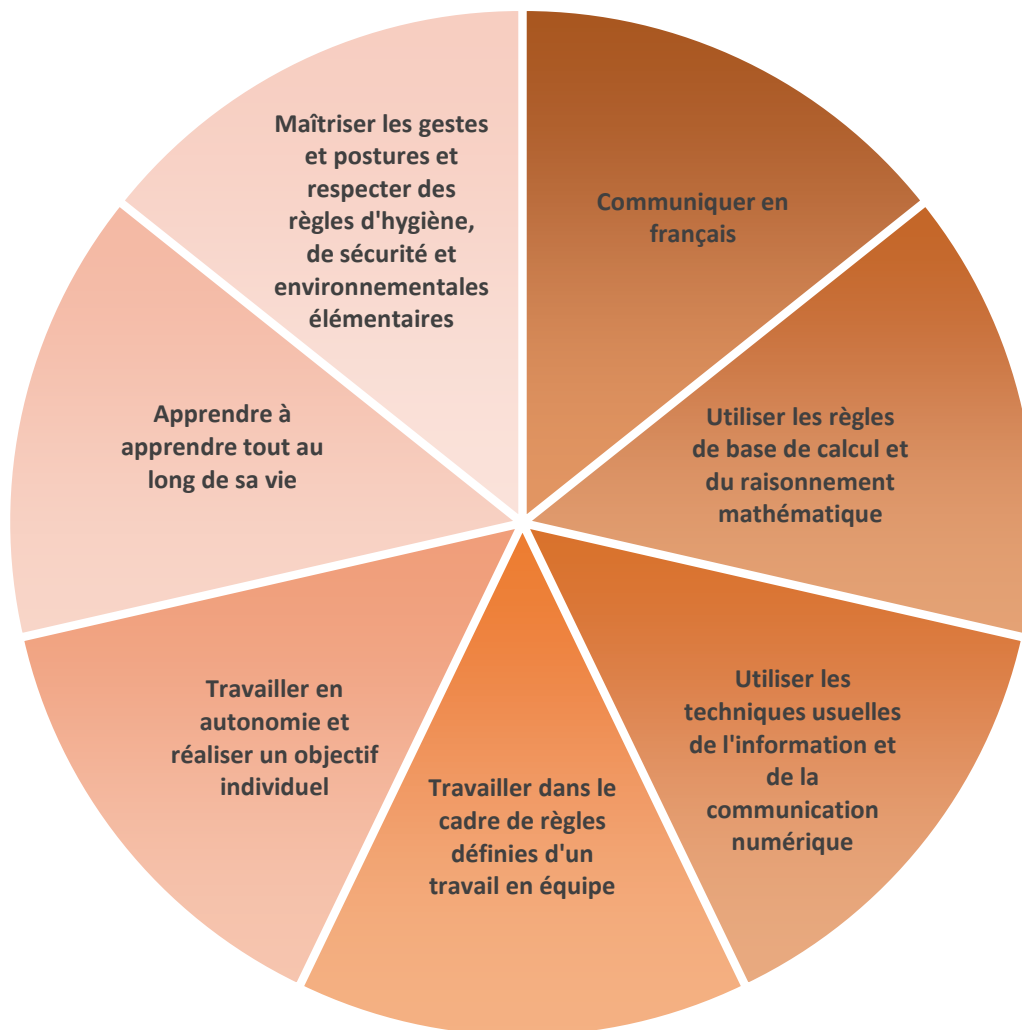 Communiquer en
français
Utiliser les règles
de base de calcul et
du raisonnement
mathématique
Utiliser les
techniques usuelles
de l'information et
de la
communication
numérique
Travailler dans le
cadre de règles
définies d'un
travail en équipe
Travailler en
autonomie et
réaliser un objectif
individuel
Apprendre à
apprendre tout au
long de sa vie
Maîtriser les gestes
et postures et
respecter des
règles d'hygiène,
de sécurité et
environnementales
élémentaires